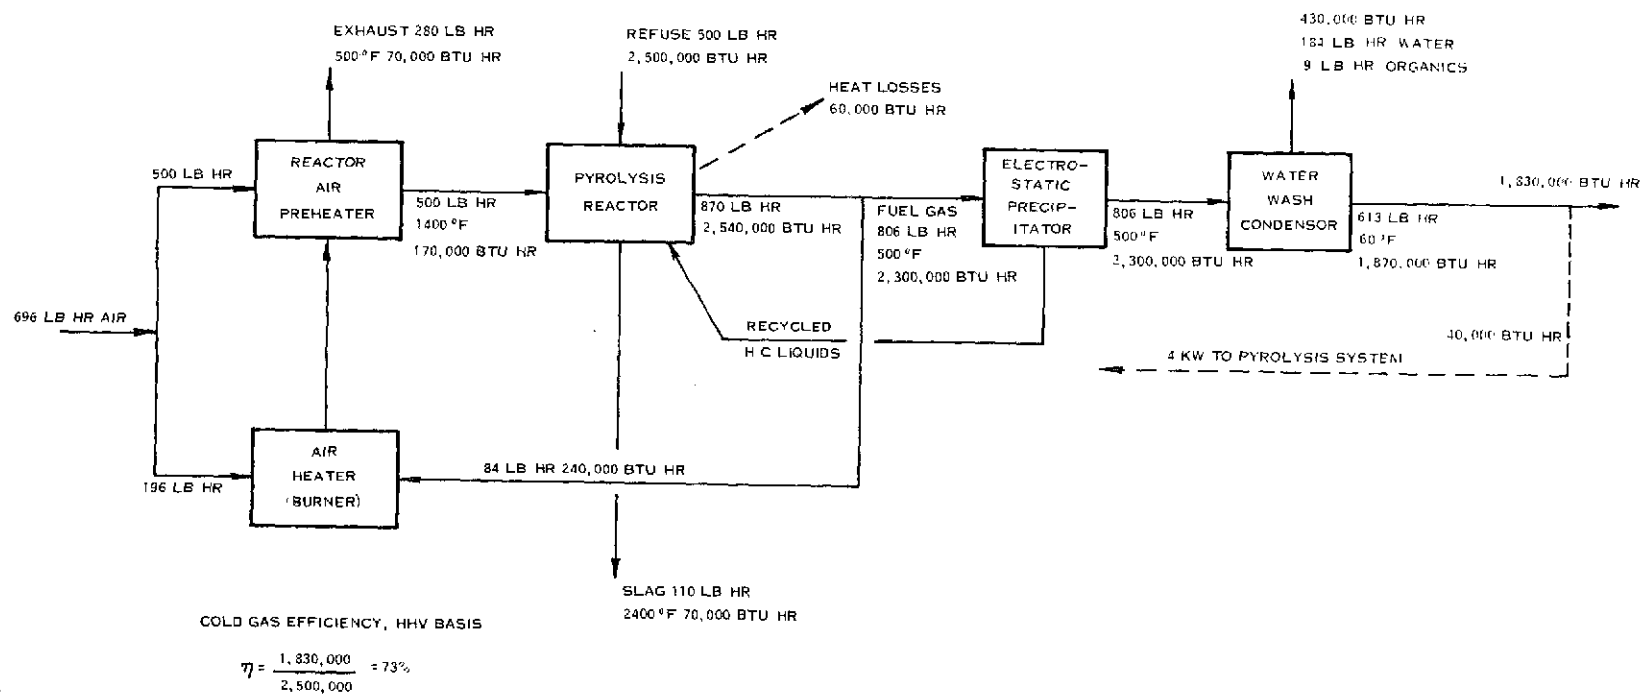 EXHAUST 280 LB HR
500°F 70,000 BTU HR
REFUSE 500 LB HR
2,500,000 BTU HR
HEAT LOSSES
60,000 BTU HR
430,000 BTU HR
184 LB HR WATER
9 LB HR ORGANICS
500 LB HR
REACTOR
AIR
PREHEATER
500 LB HR
1400°F
170,000 BTU HR
PYROLYSIS
REACTOR
870 LB HR
2,540,000 BTU HR
FUEL GAS
806 LB HR
500°F
2,300,000 BTU HR
ELECTRO-
STATIC
PRECIP-
ITATOR
806 LB HR
500°F
2,300,000 BTU HR
WATER
WASH
CONDENSOR
613 LB HR
60°F
1,870,000 BTU HR
1,830,000 BTU HR
696 LB HR AIR
RECYCLED
H C LIQUIDS
40,000 BTU HR
4 KW TO PYROLYSIS SYSTEM
196 LB HR
AIR
HEATER
(BURNER)
84 LB HR 240,000 BTU HR
SLAG 110 LB HR
2400°F 70,000 BTU HR
COLD GAS EFFICIENCY, HHV BASIS
η = 1,830,000 / 2,500,000 = 73%